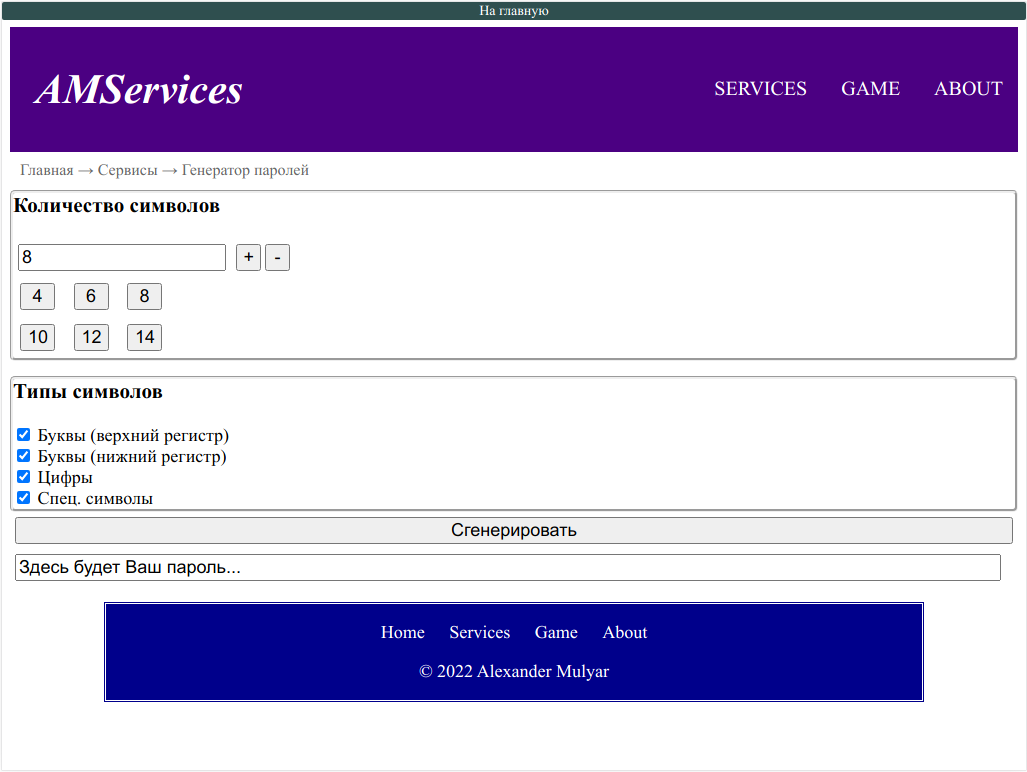 На главную
AMServices
SERVICES GAME ABOUT
Главная → Сервисы → Генератор паролей
Количество символов
8 + -
4 6 8
10 12 14
Типы символов
Буквы (верхний регистр)
Буквы (нижний регистр)
Цифры
Спец. символы
Сгенерировать
Здесь будет Ваш пароль...
Home Services Game About
© 2022 Alexander Mulyar